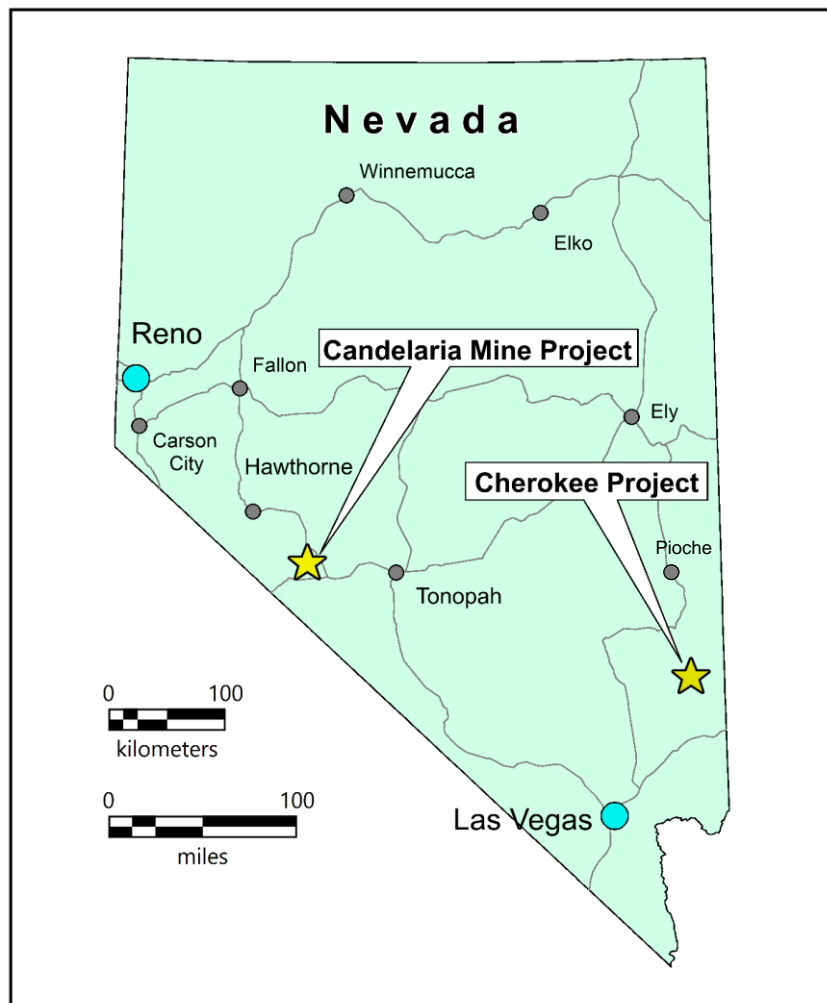 N e v a d a
Winnemucca
Elko
Reno
Candelaria Mine Project
Fallon
Ely
Carson
City
Hawthorne
Cherokee Project
Pioche
Tonopah
0 100
kilometers
0 100
miles
Las Vegas